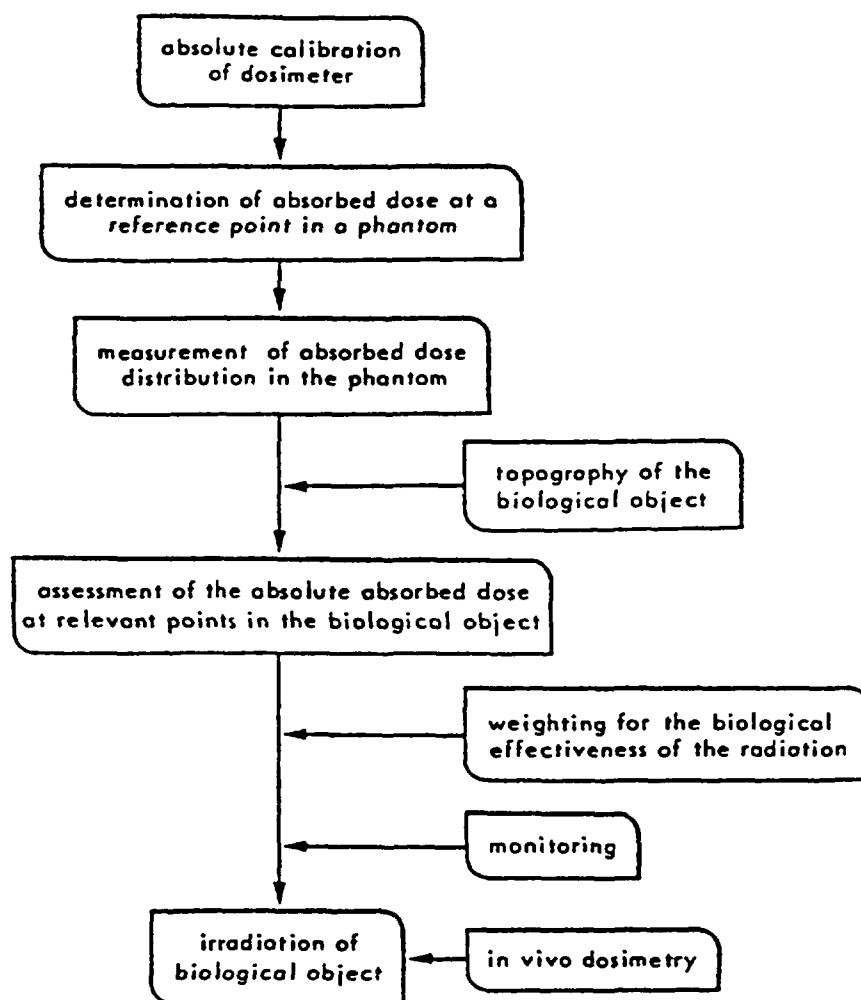 absolute calibration
of dosimeter
determination of absorbed dose at a
reference point in a phantom
measurement of absorbed dose
distribution in the phantom
topography of the
biological object
assessment of the absolute absorbed dose
at relevant points in the biological object
weighting for the biological
effectiveness of the radiation
monitoring
irradiation of
biological object
in vivo dosimetry